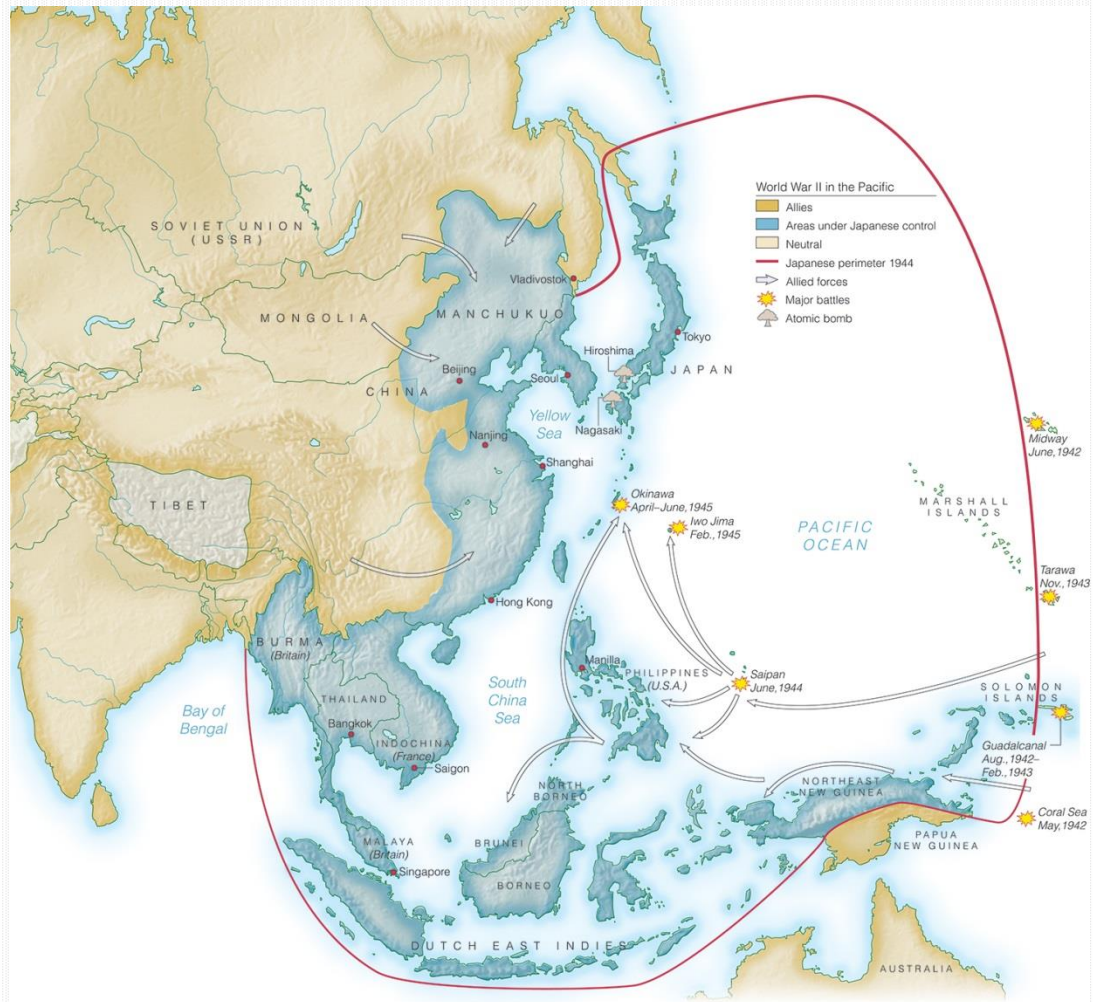 World War II in the Pacific
Allies
Areas under Japanese control
Neutral
Japanese perimeter 1944
Allied forces
Major battles
Atomic bomb
SOVIET UNION
(USSR)
Vladivostok
MONGOLIA
MANCHUKUO
Tokyo
Hiroshima
Beijing
Seoul
JAPAN
CHINA
Yellow
Sea
Nagasaki
Nanjing
Midway
June, 1942
Shanghai
TIBET
Okinawa
April–June, 1945
Iwo Jima
Feb., 1945
PACIFIC
OCEAN
MARSHALL
ISLANDS
Tarawa
Nov., 1943
Hong Kong
BURMA
(Britain)
Manilla
PHILIPPINES
(U.S.A.)
Saipan
June, 1944
SOLOMON
ISLANDS
THAILAND
South
China
Sea
Bay of
Bengal
Bangkok
INDOCHINA
(France)
Saigon
Guadalcanal
Aug., 1942–
Feb., 1943
NORTH
BORNEO
NORTHEAST
NEW GUINEA
Coral Sea
May, 1942
MALAYA
(Britain)
BRUNEI
PAPUA
NEW GUINEA
Singapore
BORNEO
DUTCH EAST INDIES
AUSTRALIA